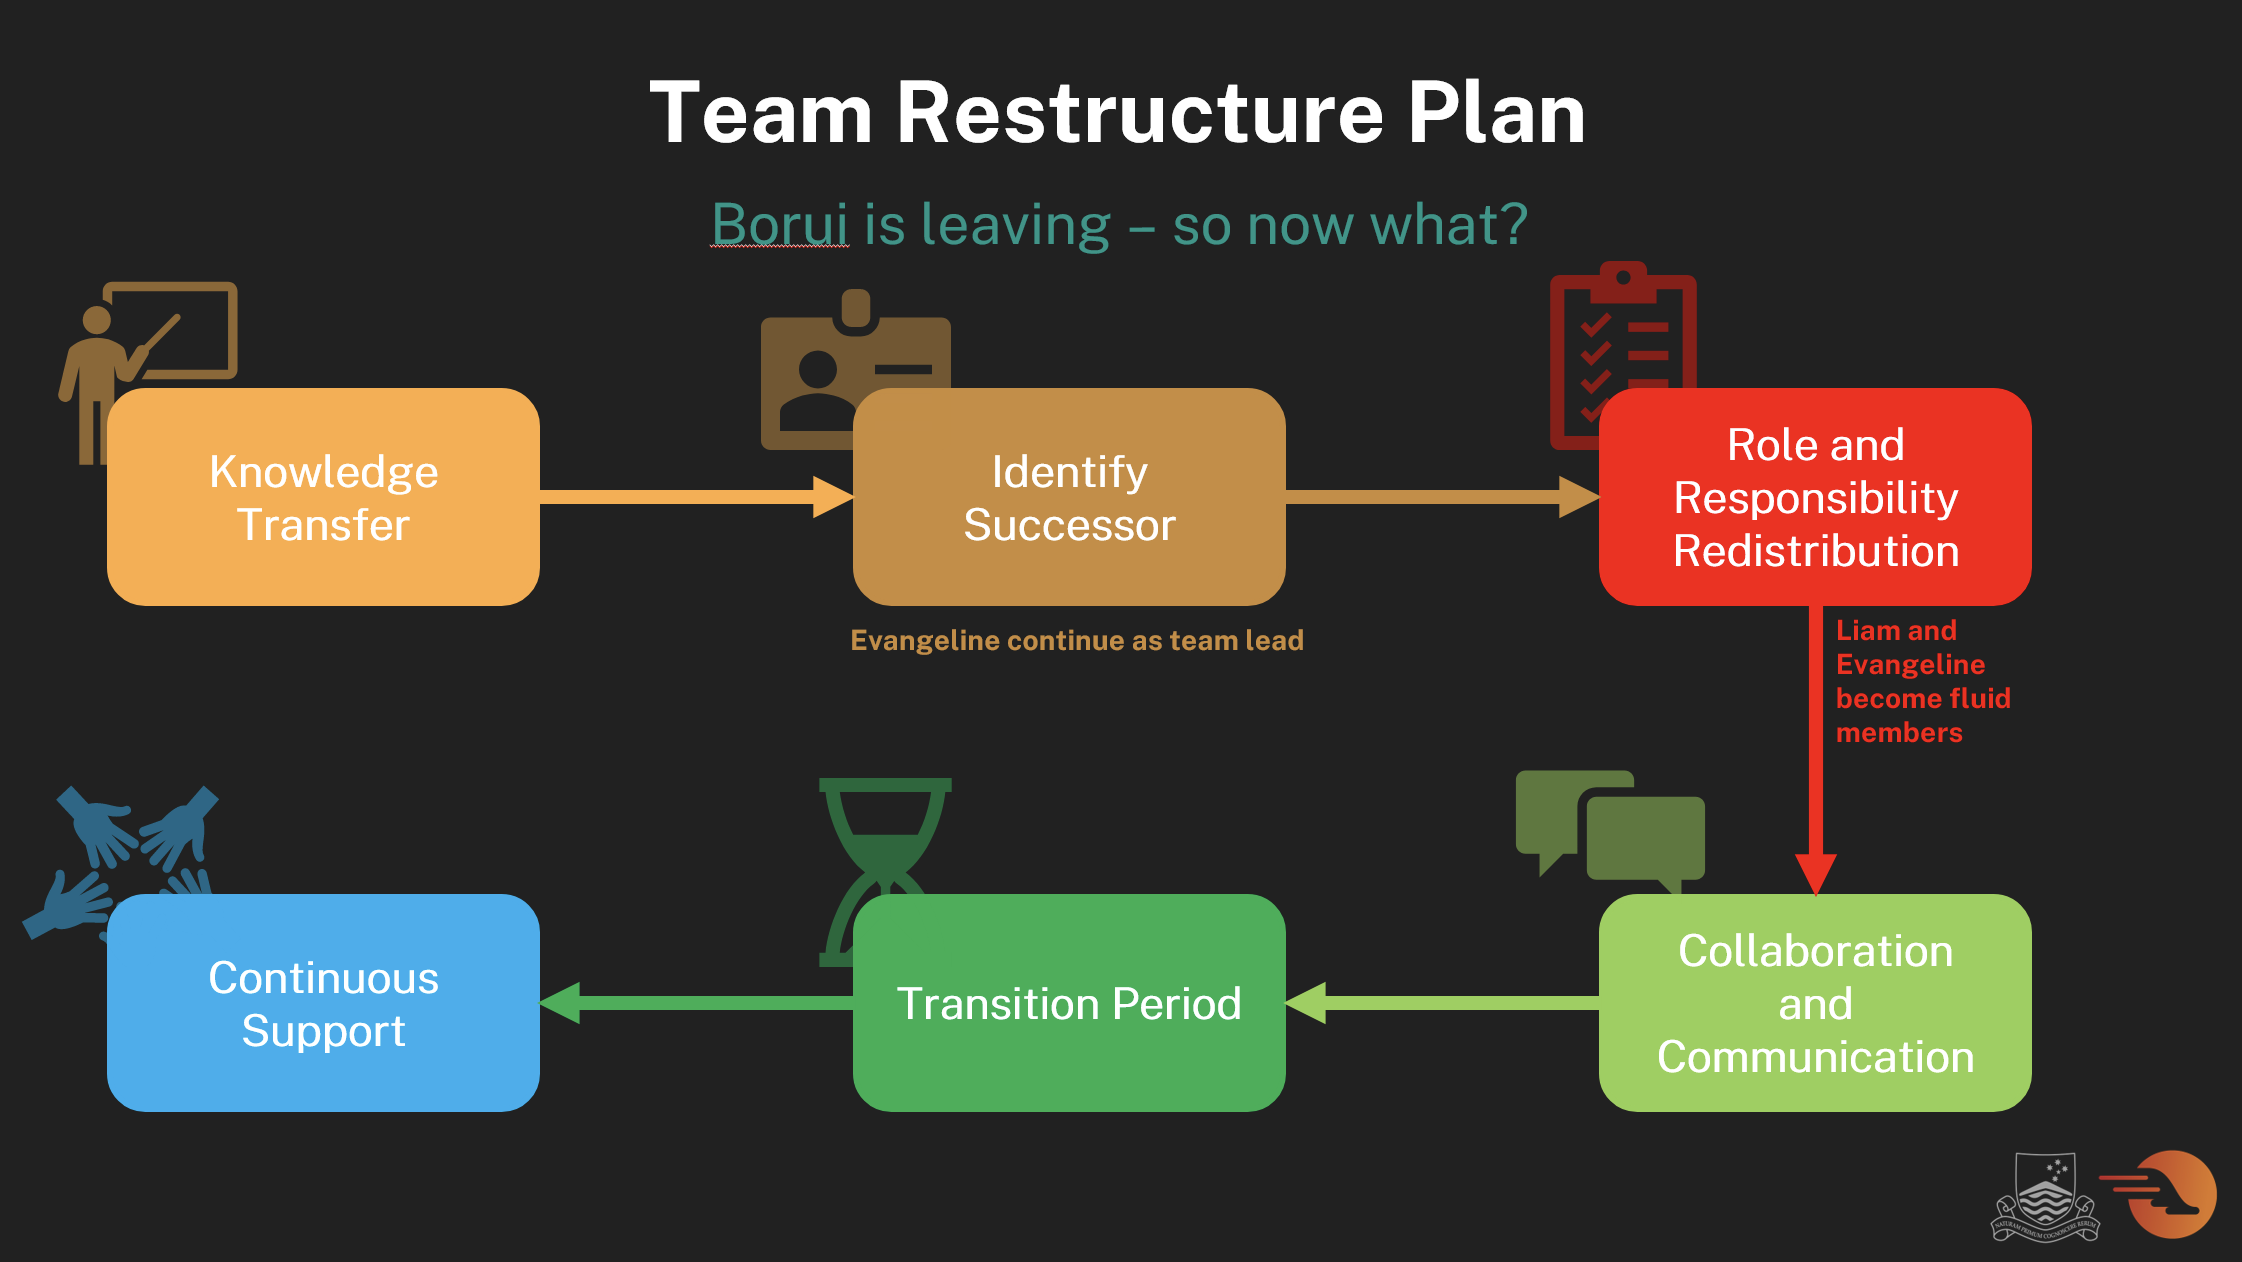 Team Restructure Plan
Borui is leaving – so now what?
Knowledge
Transfer
Identify
Successor
Role and
Responsibility
Redistribution
Evangeline continue as team lead
Liam and
Evangeline
become fluid
members
Continuous
Support
Transition Period
Collaboration
and
Communication
NATURAM PRIMUM COGNOSCERE RERUM